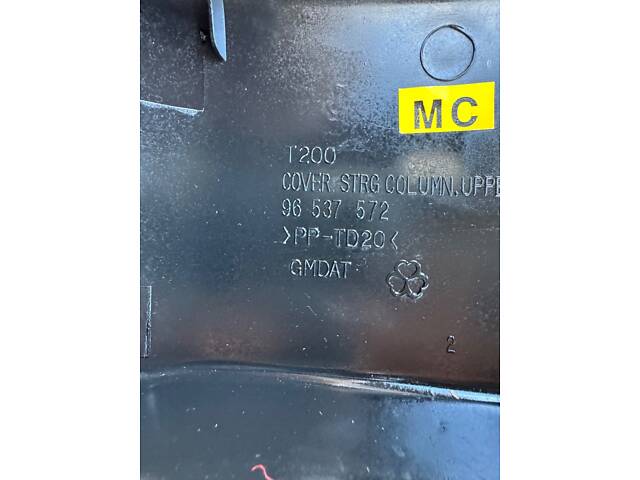 MC
T200
COVER STRG COLUMN, UPPE
96 537 572
>PP-TD20<
GMDAT
2